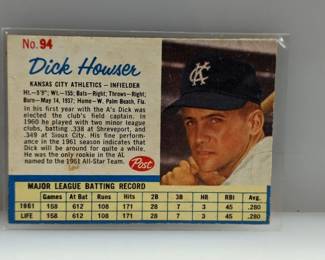 No. 94
Dick Howser
KANSAS CITY ATHLETICS – INFIELDER
Ht.–5'9"; Wt.–155; Bats–Right; Throws–Right;
Born–May 14, 1937; Home–W. Palm Beach, Fla.
In his first year with the A's Dick was
elected the club's field captain. In
1960 he played with two minor league
clubs, batting .338 at Shreveport, and
.349 at Sioux City. His fine performance
in the 1961 season indicates that
Dick will be around for quite a while.
He was the only rookie in the AL
named to the 1961 All-Star Team.
Post
KC
MAJOR LEAGUE BATTING RECORD
Games At Bat Runs Hits 2B 3B HR RBI Avg.
1961 158 612 108 171 28 7 3 45 .280
LIFE 158 612 108 171 28 7 3 45 .280